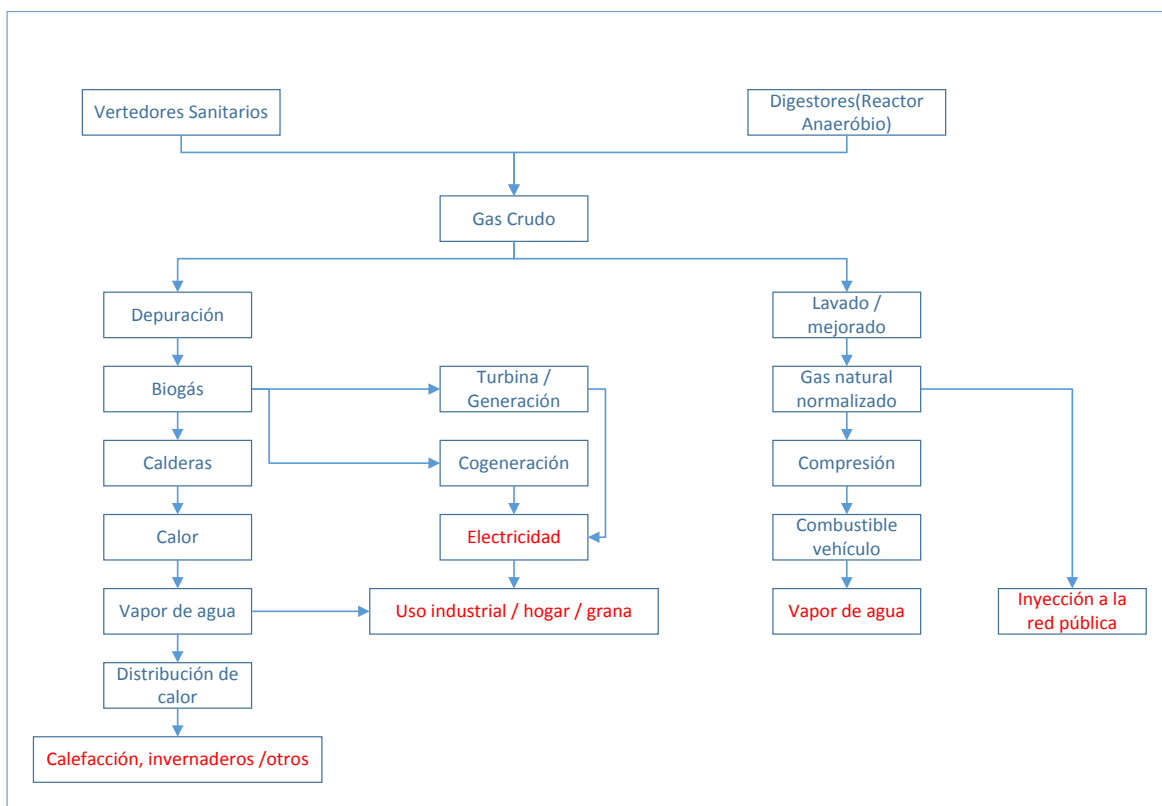 Vertedores Sanitarios
Digestores(Reactor
Anaeróbio)
Gas Crudo
Depuración
Lavado /
mejorado
Biogás
Turbina /
Generación
Gas natural
normalizado
Calderas
Cogeneración
Compresión
Calor
Electricidad
Combustible
vehículo
Vapor de agua
Uso industrial / hogar / grana
Vapor de agua
Inyección a la
red pública
Distribución de
calor
Calefacción, invernaderos /otros